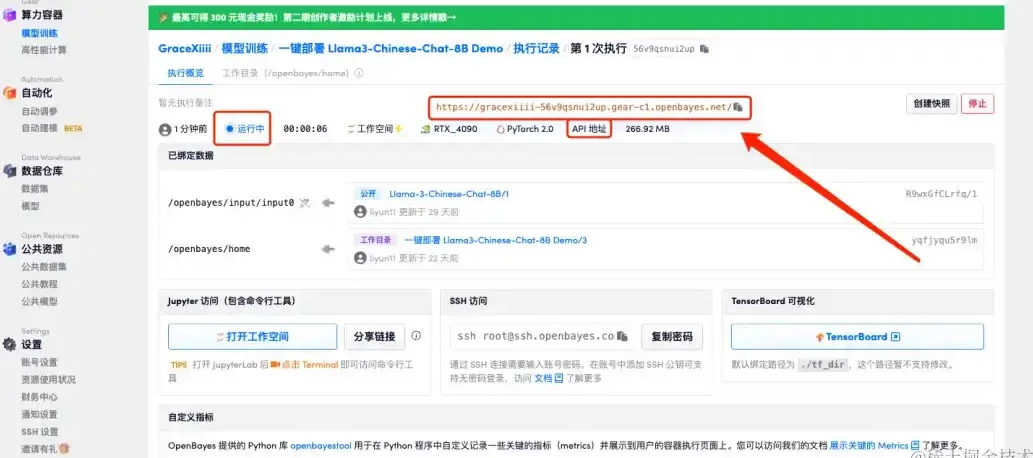 算力容器
模型训练
高性能计算
Automation
自动化
自动调参
自动建模 BETA
Data Warehouse
数据仓库
数据集
模型
Open Resources
公共资源
公共数据集
公共教程
公共模型
Settings
设置
账号设置
资源使用状况
财务中心
通知设置
SSH 设置
邀请有礼
最高可得 300 元现金奖励！第二期创作者激励计划上线，更多详情戳→
GraceXiiii / 模型训练 / 一键部署 Llama3-Chinese-Chat-8B Demo / 执行记录 / 第 1 次执行 56v9qsnui2up
执行概览 工作目录 (/openbayes/home)
暂无执行备注
https://gracexiiii-56v9qsnui2up.gear-c1.openbayes.net/
创建快照 停止
1 分钟前 运行中 00:00:06 工作空间 RTX_4090 PyTorch 2.0 API 地址 266.92 MB
已绑定数据
/openbayes/input/input0
公开 Llama-3-Chinese-Chat-8B/1 R9wxGfCLrfq/1
liyun11 更新于 29 天前
/openbayes/home
工作目录 一键部署 Llama3-Chinese-Chat-8B Demo/3 yqfjyqu5r9lm
liyun11 更新于 22 天前
Jupyter 访问（包含命令行工具）
打开工作空间 分享链接
TIPS 打开 JupyterLab 后 点击 Terminal 即可访问命令行工
具
SSH 访问
ssh root@ssh.openbayes.co 复制密码
通过 SSH 连接需要输入账号密码。在账号中添加 SSH 公钥可支
持无密码登录，访问 文档 了解更多
TensorBoard 可视化
TensorBoard
默认绑定路径为 ./tf_dir，这个路径暂不支持修改。
自定义指标
OpenBayes 提供的 Python 库 openbayestool 用于在 Python 程序中自定义记录一些关键的指标（metrics）并展示到用户的容器执行页面上。您可以访问我们的文档 展示关键的 Metrics 了解更多。